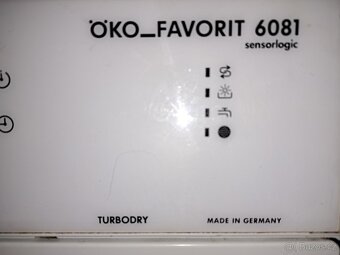 ÖKO_FAVORIT 6081
sensorlogic
TURBODRY
MADE IN GERMANY